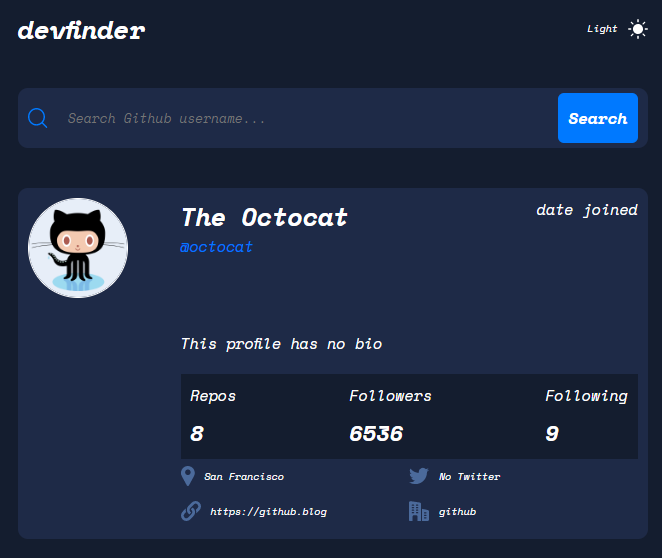 devfinder
Light
Search Github username...
Search
The Octocat
date joined
@octocat
This profile has no bio
Repos Followers Following
8 6536 9
San Francisco No Twitter
https://github.blog github